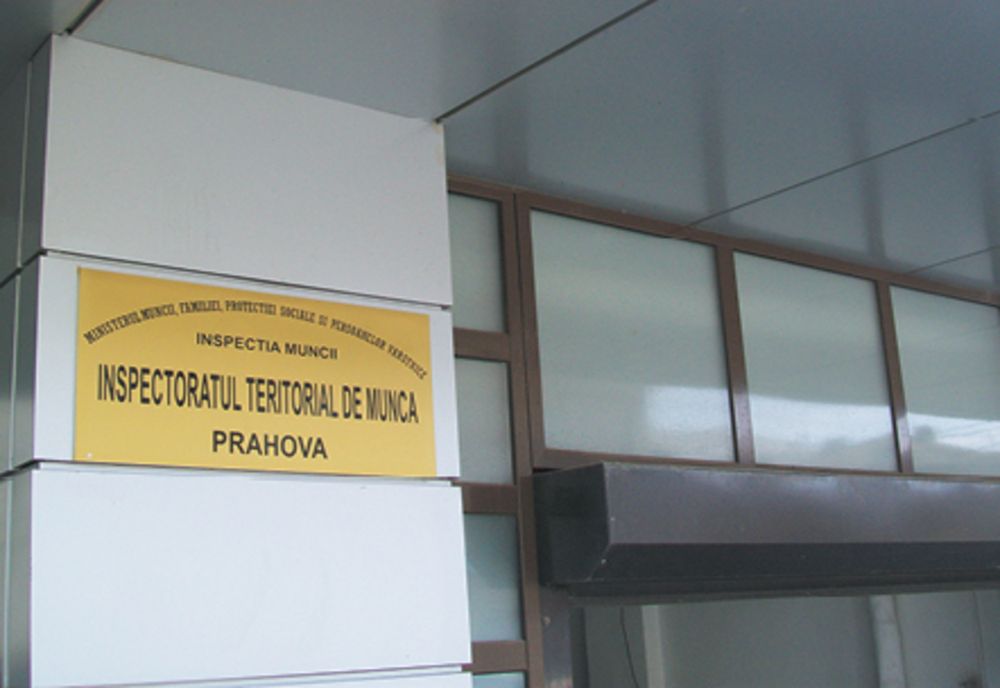 MINISTERUL MUNCII, FAMILIEI, PROTECTIEI SOCIALE SI PERSOANELOR VARSTNICE
INSPECTIA MUNCII
INSPECTORATUL TERITORIAL DE MUNCA
PRAHOVA